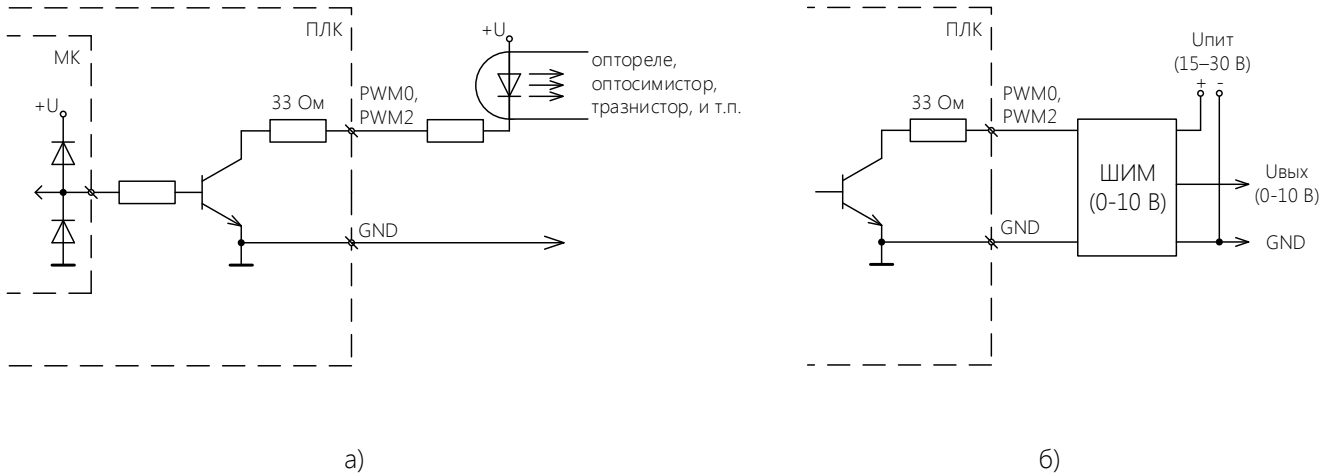 ПЛК
МК
+U
33 Ом
PWM0,
PWM2
GND
+U
оптореле,
оптосимистор,
тразнистор, и т.п.
а)
ПЛК
33 Ом
PWM0,
PWM2
GND
ШИМ
(0-10 В)
Uпит
(15–30 В)
+ -
Uвых
(0-10 В)
GND
б)